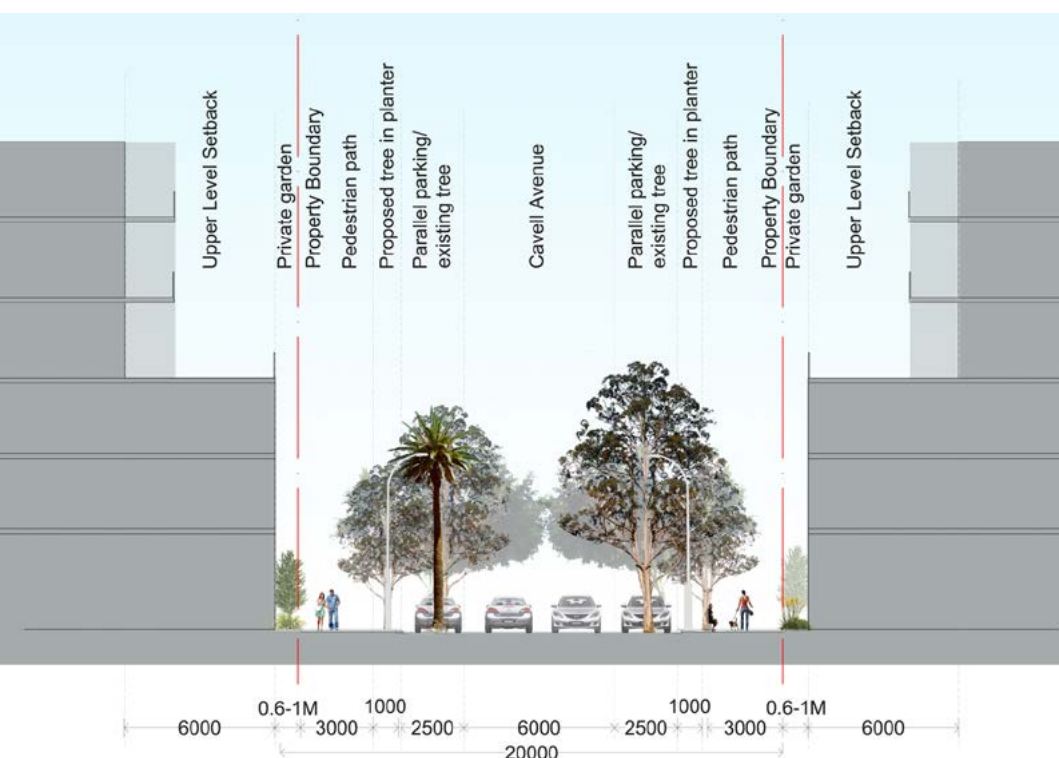 Upper Level Setback
Private garden
Property Boundary
Pedestrian path
Proposed tree in planter
Parallel parking/
existing tree
Cavell Avenue
Parallel parking/
existing tree
Proposed tree in planter
Pedestrian path
Property Boundary
Private garden
Upper Level Setback
6000
0.6-1M
3000
1000
2500
6000
2500
1000
3000
0.6-1M
6000
20000